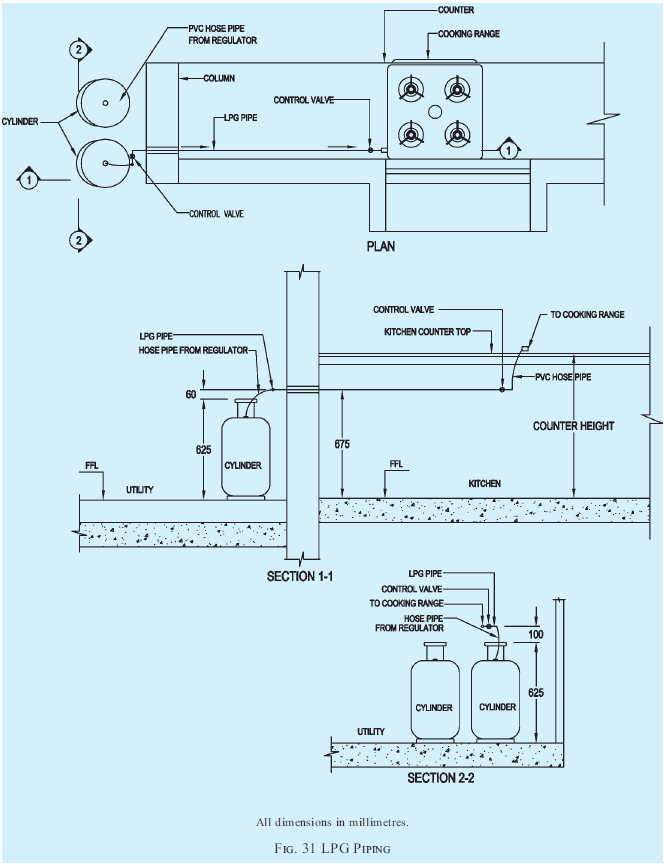 COUNTER
PVC HOSE PIPE
FROM REGULATOR
COOKING RANGE
2
COLUMN
CONTROL VALVE
LPG PIPE
CYLINDER
1
1
CONTROL VALVE
2
PLAN
CONTROL VALVE
TO COOKING RANGE
KITCHEN COUNTER TOP
LPG PIPE
HOSE PIPE FROM REGULATOR
PVC HOSE PIPE
60
COUNTER HEIGHT
625
675
CYLINDER
FFL
FFL
UTILITY
KITCHEN
SECTION 1-1
LPG PIPE
CONTROL VALVE
TO COOKING RANGE
HOSE PIPE
FROM REGULATOR
100
625
CYLINDER
CYLINDER
UTILITY
SECTION 2-2
All dimensions in millimetres.
FIG. 31 LPG PIPING